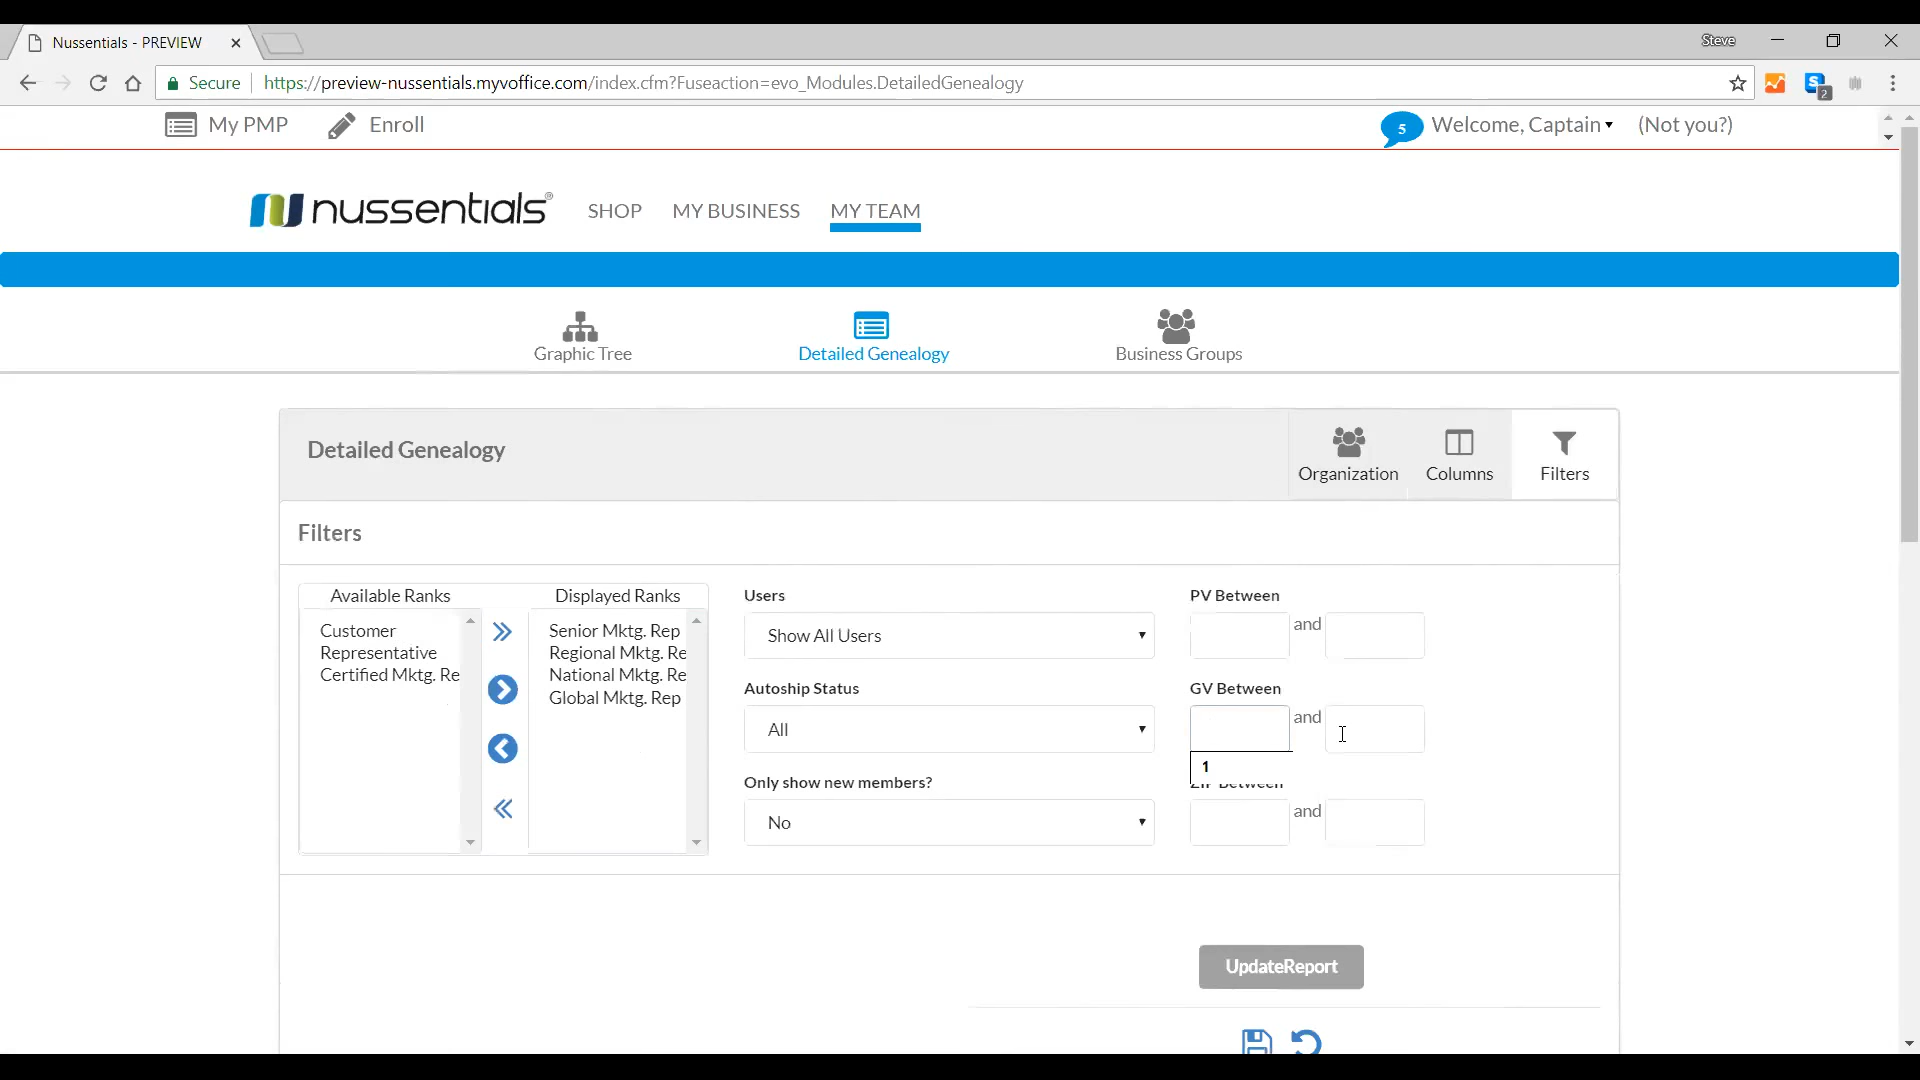 Nussentials - PREVIEW
Steve
Secure https://preview-nussentials.myvoffice.com/index.cfm?Fuseaction=evo_Modules.DetailedGenealogy
2
My PMP Enroll
5 Welcome, Captain (Not you?)
nussentials® SHOP MY BUSINESS MY TEAM
Graphic Tree Detailed Genealogy Business Groups
Detailed Genealogy
Organization Columns Filters
Filters
Available Ranks Displayed Ranks
Customer
Representative
Certified Mktg. Re
Senior Mktg. Rep
Regional Mktg. Re
National Mktg. Re
Global Mktg. Rep
Users
Show All Users
Autoship Status
All
Only show new members?
No
PV Between
and
GV Between
and
1
ZIP Between
and
UpdateReport